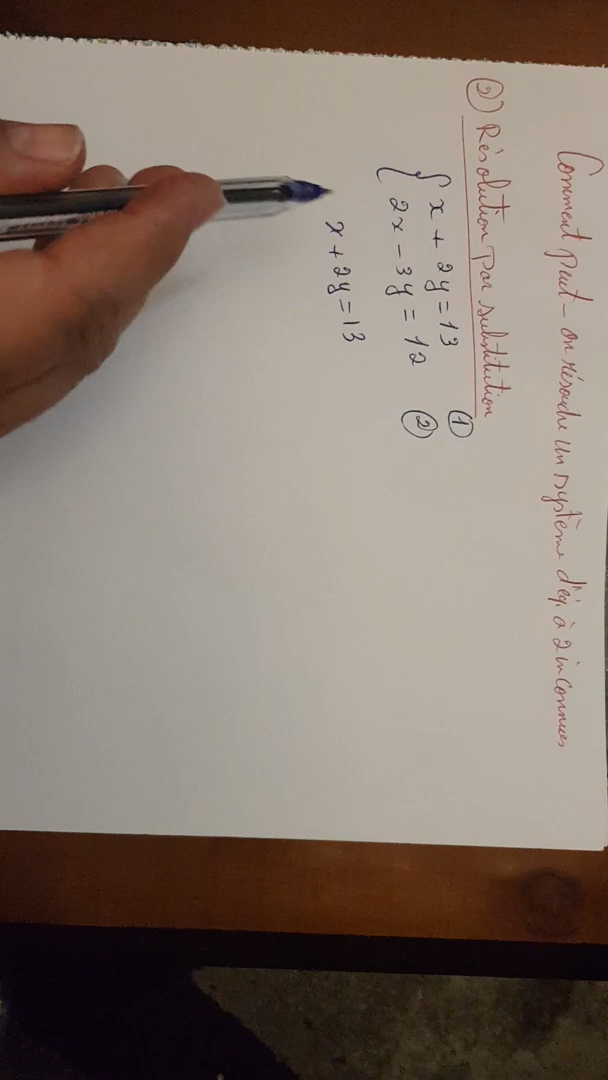 Comment peut-on résoudre un système d'éq. à 2 inconnues
② Résolution par substitution
{ x + 2y = 13 ①
2x - 3y = 12 ②
x + 2y = 13